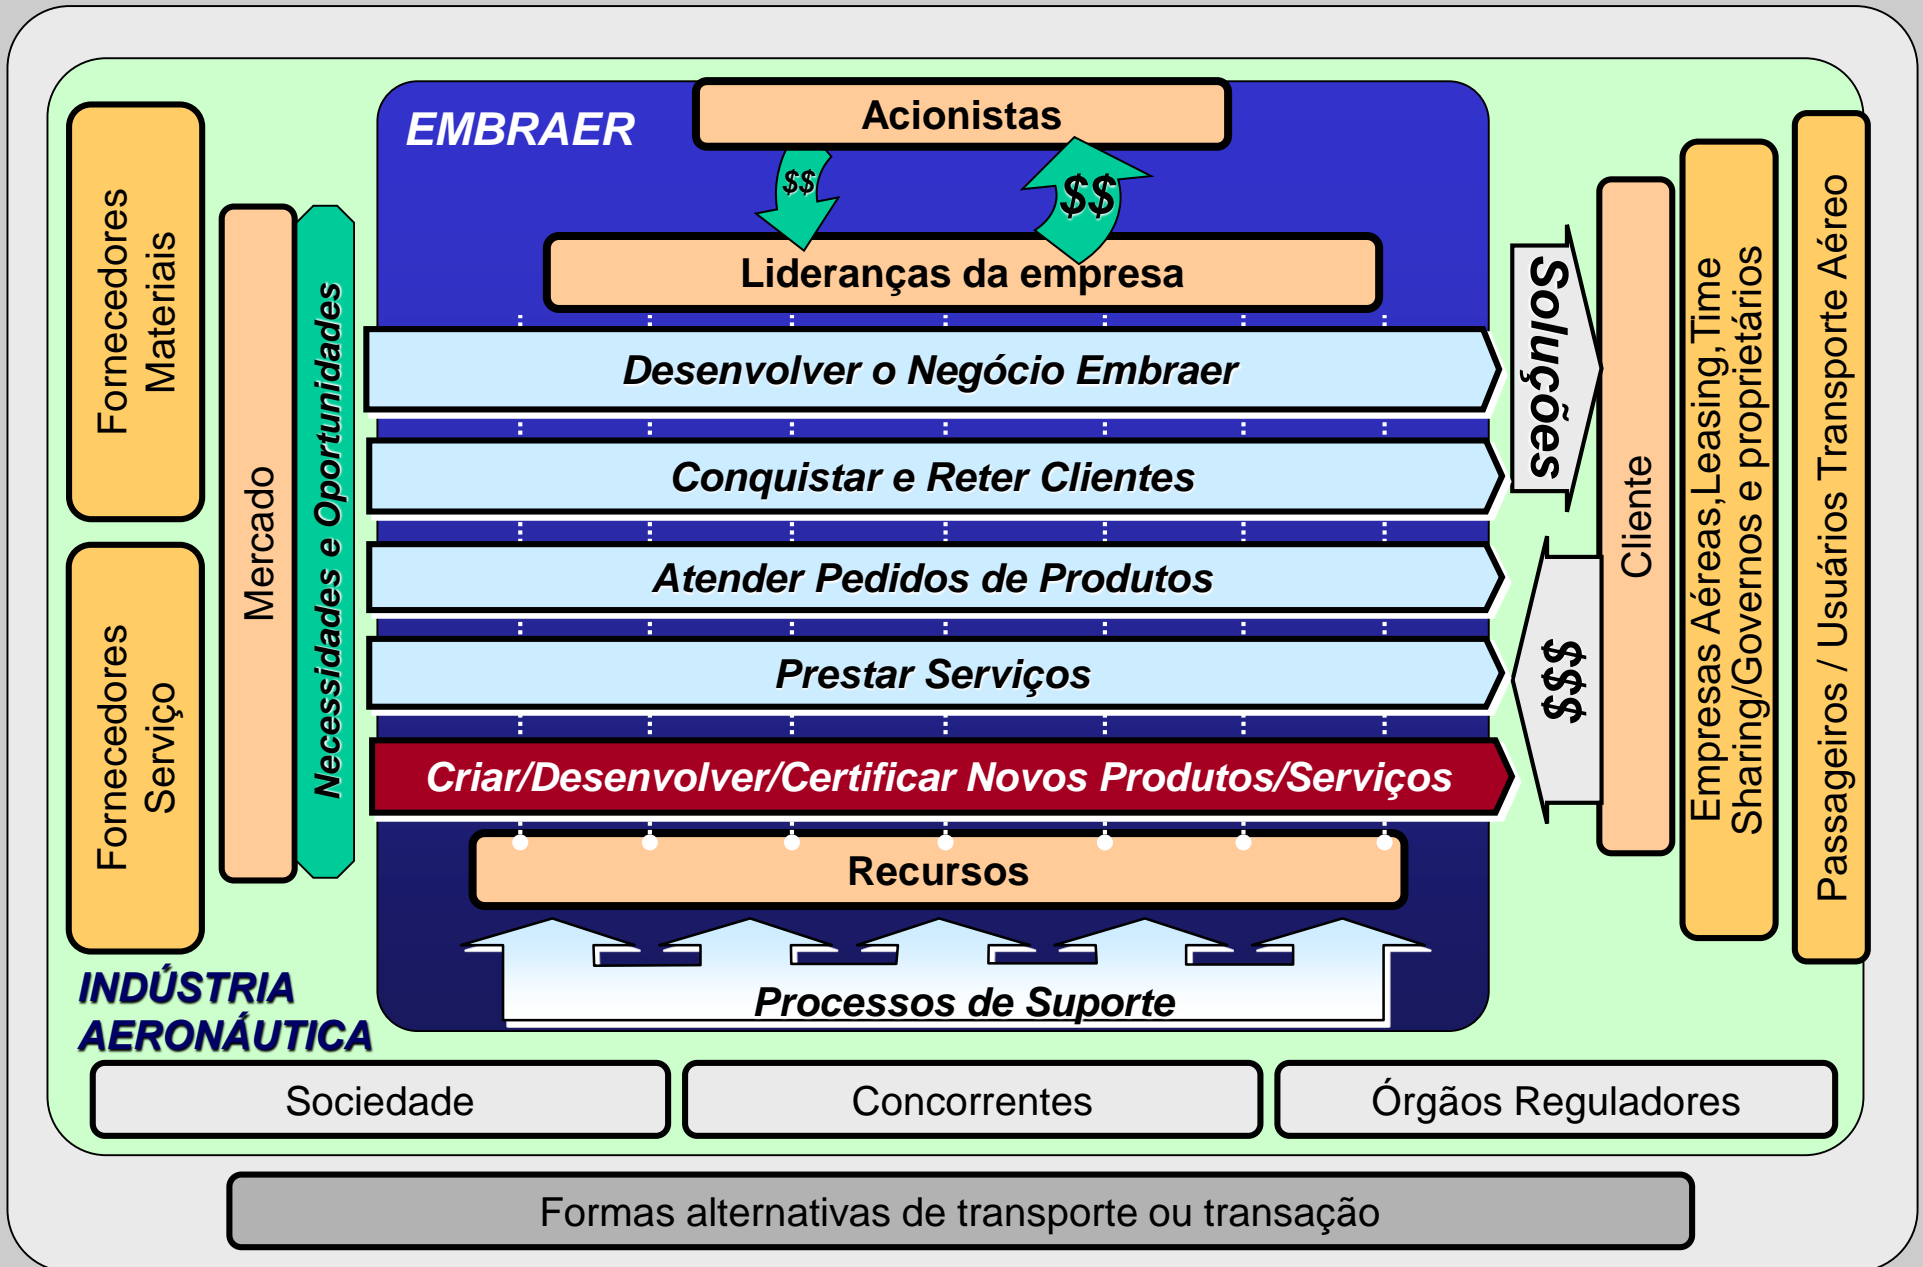 EMBRAER
Acionistas
$$
$$
Lideranças da empresa
Fornecedores
Materiais
Fornecedores
Serviço
Mercado
Necessidades e Oportunidades
Desenvolver o Negócio Embraer
Conquistar e Reter Clientes
Atender Pedidos de Produtos
Prestar Serviços
Criar/Desenvolver/Certificar Novos Produtos/Serviços
Recursos
Processos de Suporte
Soluções
$$$
Cliente
Empresas Aéreas,Leasing,Time
Sharing/Governos e proprietários
Passageiros / Usuários Transporte Aéreo
INDÚSTRIA
AERONÁUTICA
Sociedade
Concorrentes
Órgãos Reguladores
Formas alternativas de transporte ou transação